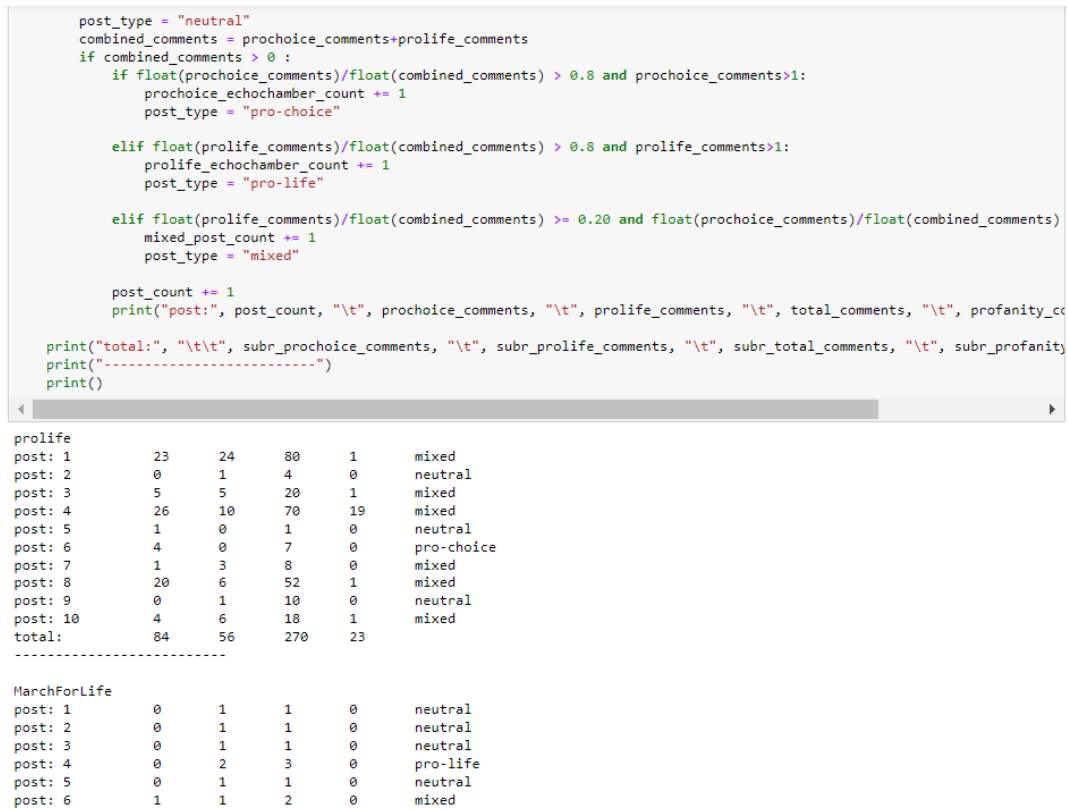 post_type = "neutral"
combined_comments = prochoice_comments+prolife_comments
if combined_comments > 0 :
if float(prochoice_comments)/float(combined_comments) > 0.8 and prochoice_comments>1:
prochoice_echochamber_count += 1
post_type = "pro-choice"
elif float(prolife_comments)/float(combined_comments) > 0.8 and prolife_comments>1:
prolife_echochamber_count += 1
post_type = "pro-life"
elif float(prolife_comments)/float(combined_comments) >= 0.20 and float(prochoice_comments)/float(combined_comments)
mixed_post_count += 1
post_type = "mixed"
post_count += 1
print("post:", post_count, "\t", prochoice_comments, "\t", prolife_comments, "\t", total_comments, "\t", profanity_co
print("total:", "\t\t", subr_prochoice_comments, "\t", subr_prolife_comments, "\t", subr_total_comments, "\t", subr_profanity
print("--------------------------")
print()
prolife
post: 1 23 24 80 1 mixed
post: 2 0 1 4 0 neutral
post: 3 5 5 20 1 mixed
post: 4 26 10 70 19 mixed
post: 5 1 0 1 0 neutral
post: 6 4 0 7 0 pro-choice
post: 7 1 3 8 0 mixed
post: 8 20 6 52 1 mixed
post: 9 0 1 10 0 neutral
post: 10 4 6 18 1 mixed
total: 84 56 270 23
--------------------------
MarchForLife
post: 1 0 1 1 0 neutral
post: 2 0 1 1 0 neutral
post: 3 0 1 1 0 neutral
post: 4 0 2 3 0 pro-life
post: 5 0 1 1 0 neutral
post: 6 1 1 2 0 mixed